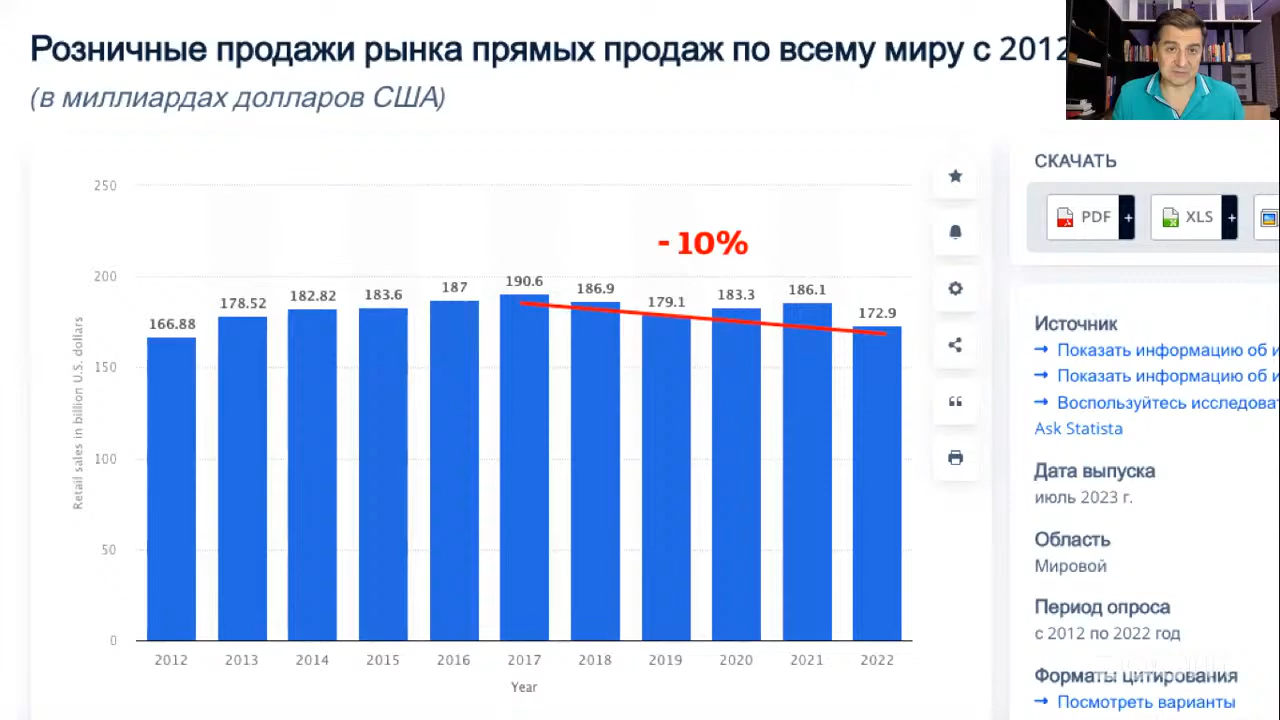 Розничные продажи рынка прямых продаж по всему миру с 2012
(в миллиардах долларов США)
250
200
150
100
50
0
Retail sales in billion U.S. dollars
- 10%
166.88
178.52
182.82
183.6
187
190.6
186.9
179.1
183.3
186.1
172.9
2012
2013
2014
2015
2016
2017
2018
2019
2020
2021
2022
Year
СКАЧАТЬ
PDF +
XLS +
Источник
→ Показать информацию об
→ Показать информацию об
→ Воспользуйтесь
Ask Statista
Дата выпуска
июль 2023 г.
Область
Мировой
Период опроса
с 2012 по 2022 год
Форматы цитирования
→ Посмотреть варианты